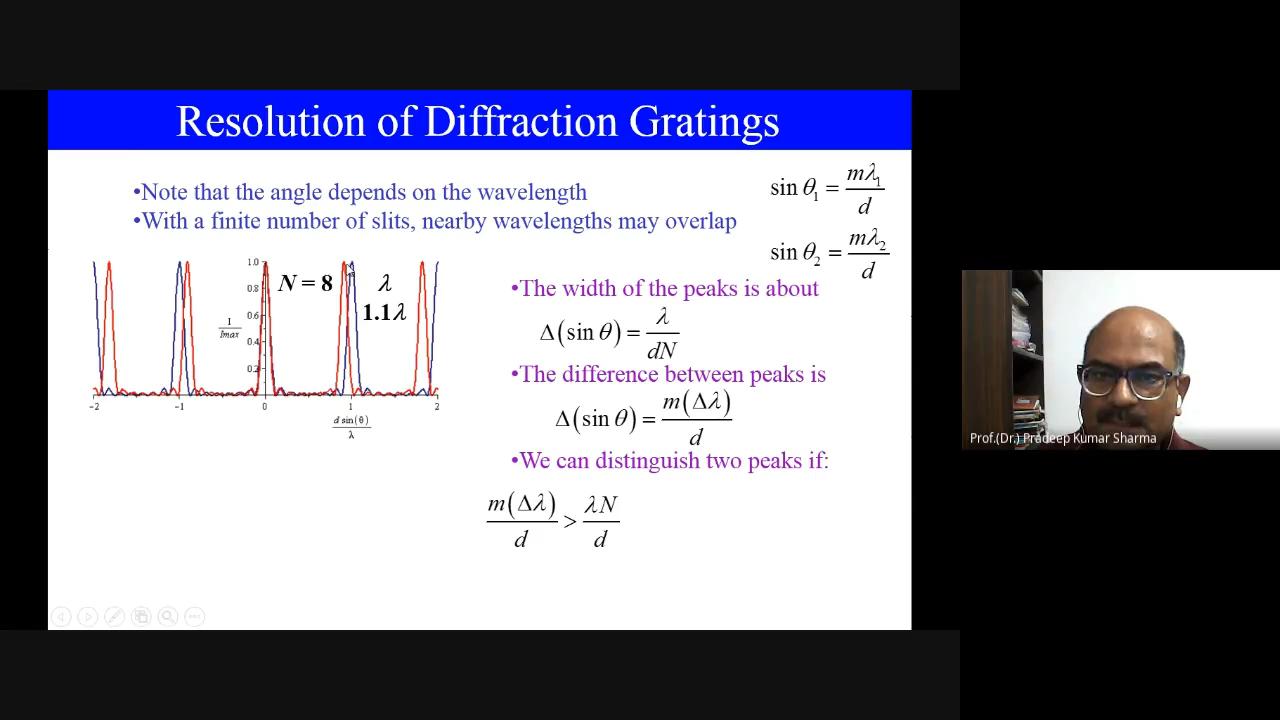 Resolution of Diffraction Gratings
•Note that the angle depends on the wavelength
•With a finite number of slits, nearby wavelengths may overlap
sin θ₁ = mλ₁ / d
sin θ₂ = mλ₂ / d
N = 8
λ
1.1λ
1.0
0.8
0.6
0.4
0.2
I / Imax
-2 -1 0 1 2
d sin(θ) / λ
•The width of the peaks is about
Δ(sin θ) = λ / dN
•The difference between peaks is
Δ(sin θ) = m(Δλ) / d
•We can distinguish two peaks if:
m(Δλ) / d > λN / d
Prof.(Dr.) Pradeep Kumar Sharma